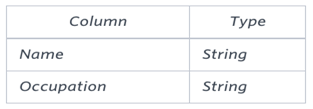 Column Type
Name String
Occupation String